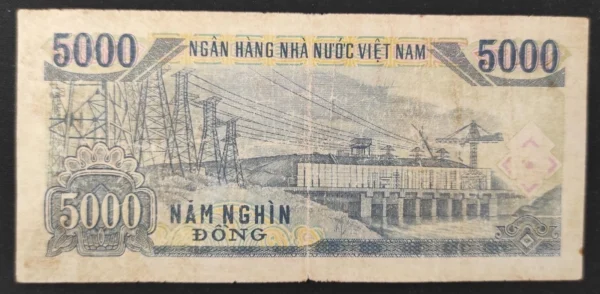 5000 NGÂN HÀNG NHÀ NƯỚC VIỆT NAM 5000
5000 NĂM NGHÌN
ĐỒNG